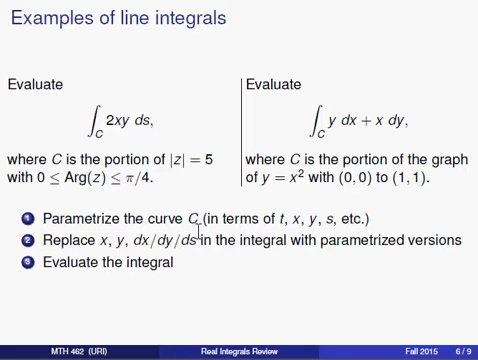 Examples of line integrals
Evaluate
∫_C 2xy ds,
where C is the portion of |z| = 5
with 0 ≤ Arg(z) ≤ π/4.
Evaluate
∫_C y dx + x dy,
where C is the portion of the graph
of y = x² with (0, 0) to (1, 1).
1 Parametrize the curve C (in terms of t, x, y, s, etc.)
2 Replace x, y, dx/dy/ds in the integral with parametrized versions
3 Evaluate the integral
MTH 462 (URI) Real Integrals Review Fall 2015 6 / 9